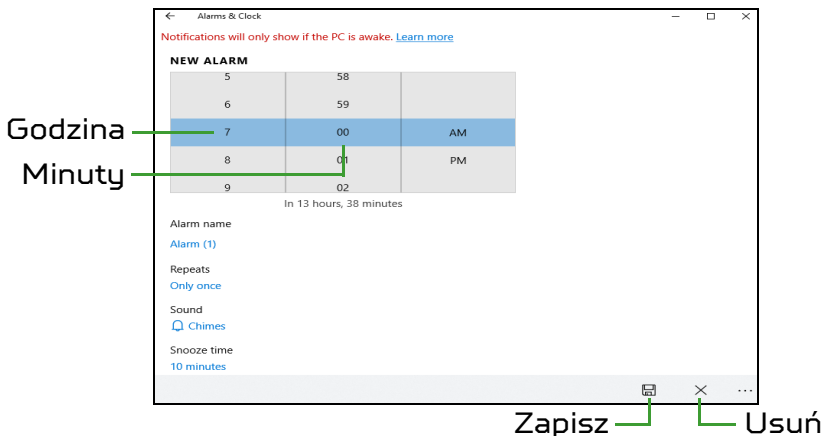 Alarms & Clock
Notifications will only show if the PC is awake. Learn more
NEW ALARM
5 58
6 59
Godzina 7 00 AM
8 01 PM
Minuty
9 02
In 13 hours, 38 minutes
Alarm name
Alarm (1)
Repeats
Only once
Sound
Chimes
Snooze time
10 minutes
Zapisz Usuń